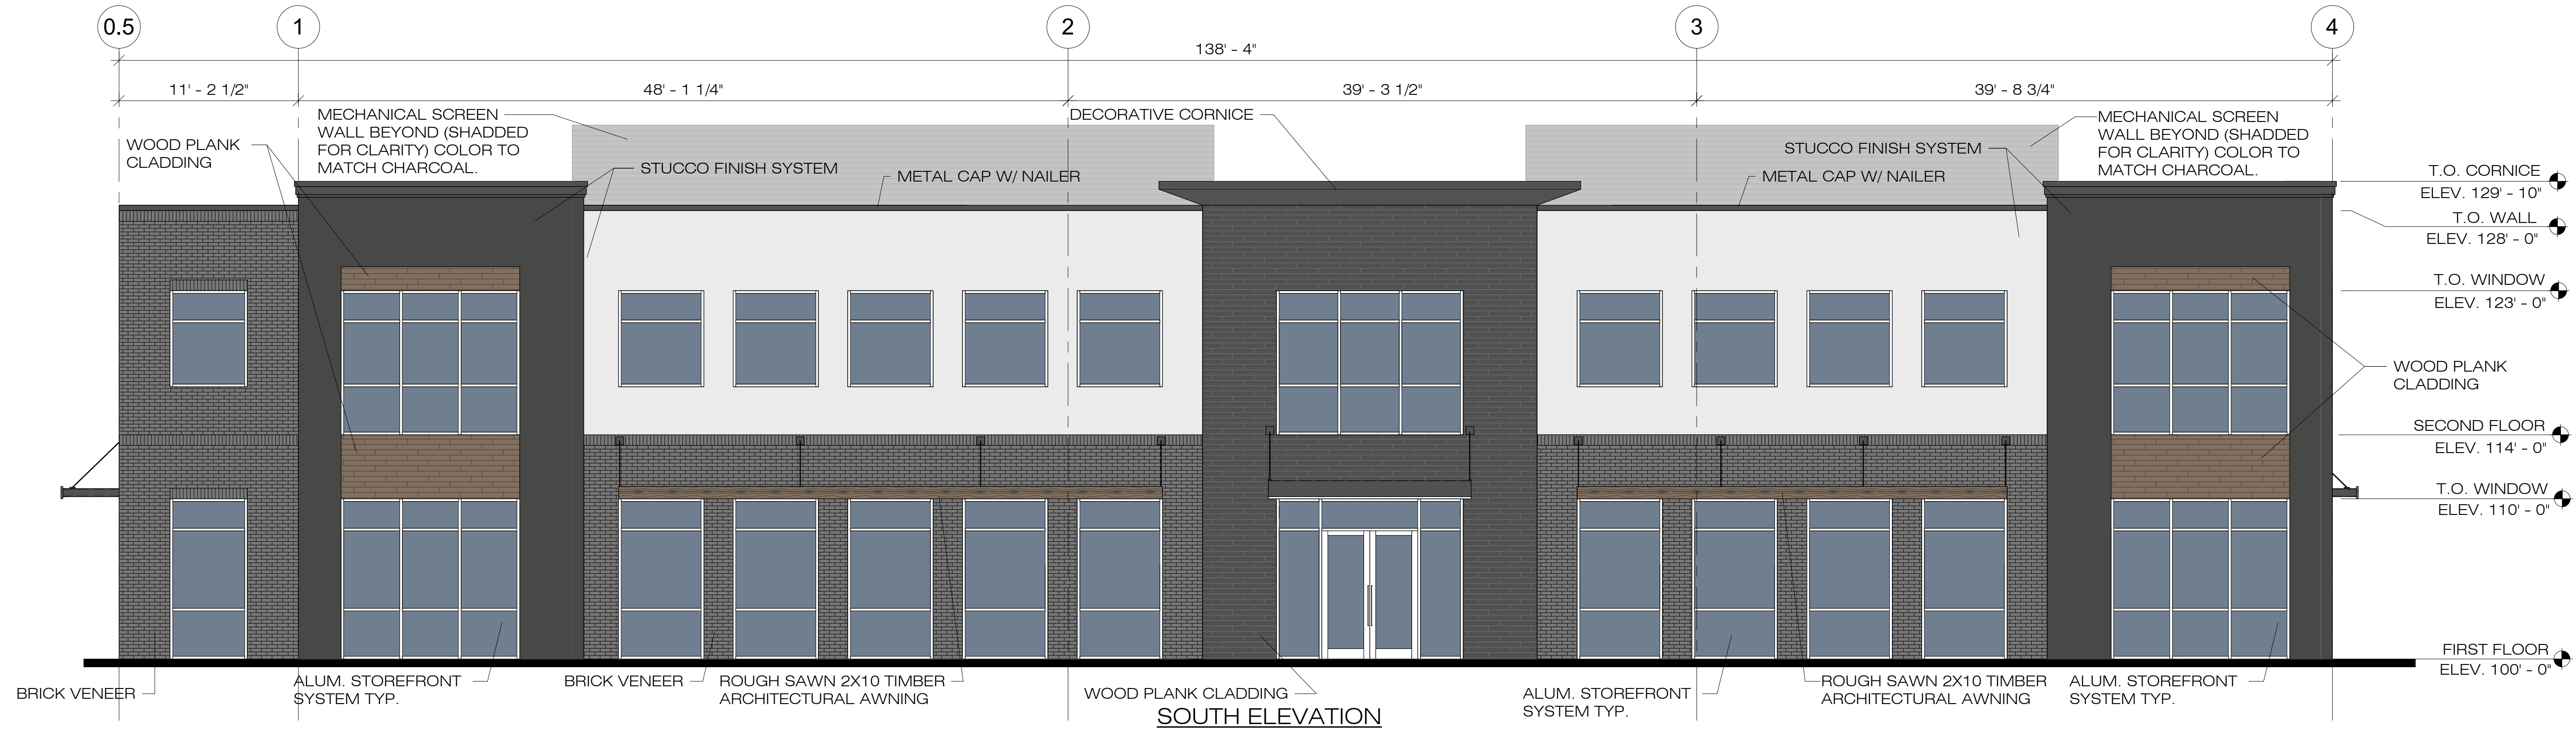 0.5
1
2
3
4
138' - 4"
11' - 2 1/2"
48' - 1 1/4"
39' - 3 1/2"
39' - 8 3/4"
WOOD PLANK
CLADDING
MECHANICAL SCREEN
WALL BEYOND (SHADDED
FOR CLARITY) COLOR TO
MATCH CHARCOAL.
STUCCO FINISH SYSTEM
METAL CAP W/ NAILER
DECORATIVE CORNICE
STUCCO FINISH SYSTEM
METAL CAP W/ NAILER
MECHANICAL SCREEN
WALL BEYOND (SHADDED
FOR CLARITY) COLOR TO
MATCH CHARCOAL.
T.O. CORNICE
ELEV. 129' - 10"
T.O. WALL
ELEV. 128' - 0"
T.O. WINDOW
ELEV. 123' - 0"
WOOD PLANK
CLADDING
SECOND FLOOR
ELEV. 114' - 0"
T.O. WINDOW
ELEV. 110' - 0"
FIRST FLOOR
ELEV. 100' - 0"
BRICK VENEER
ALUM. STOREFRONT
SYSTEM TYP.
BRICK VENEER
ROUGH SAWN 2X10 TIMBER
ARCHITECTURAL AWNING
WOOD PLANK CLADDING
ALUM. STOREFRONT
SYSTEM TYP.
ROUGH SAWN 2X10 TIMBER
ARCHITECTURAL AWNING
ALUM. STOREFRONT
SYSTEM TYP.
SOUTH ELEVATION